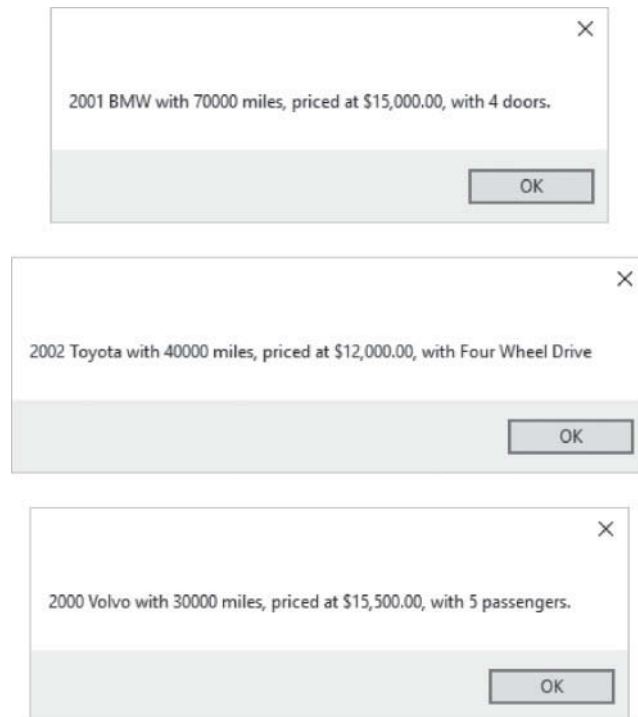 2001 BMW with 70000 miles, priced at $15,000.00, with 4 doors.
OK
2002 Toyota with 40000 miles, priced at $12,000.00, with Four Wheel Drive
OK
2000 Volvo with 30000 miles, priced at $15,500.00, with 5 passengers.
OK